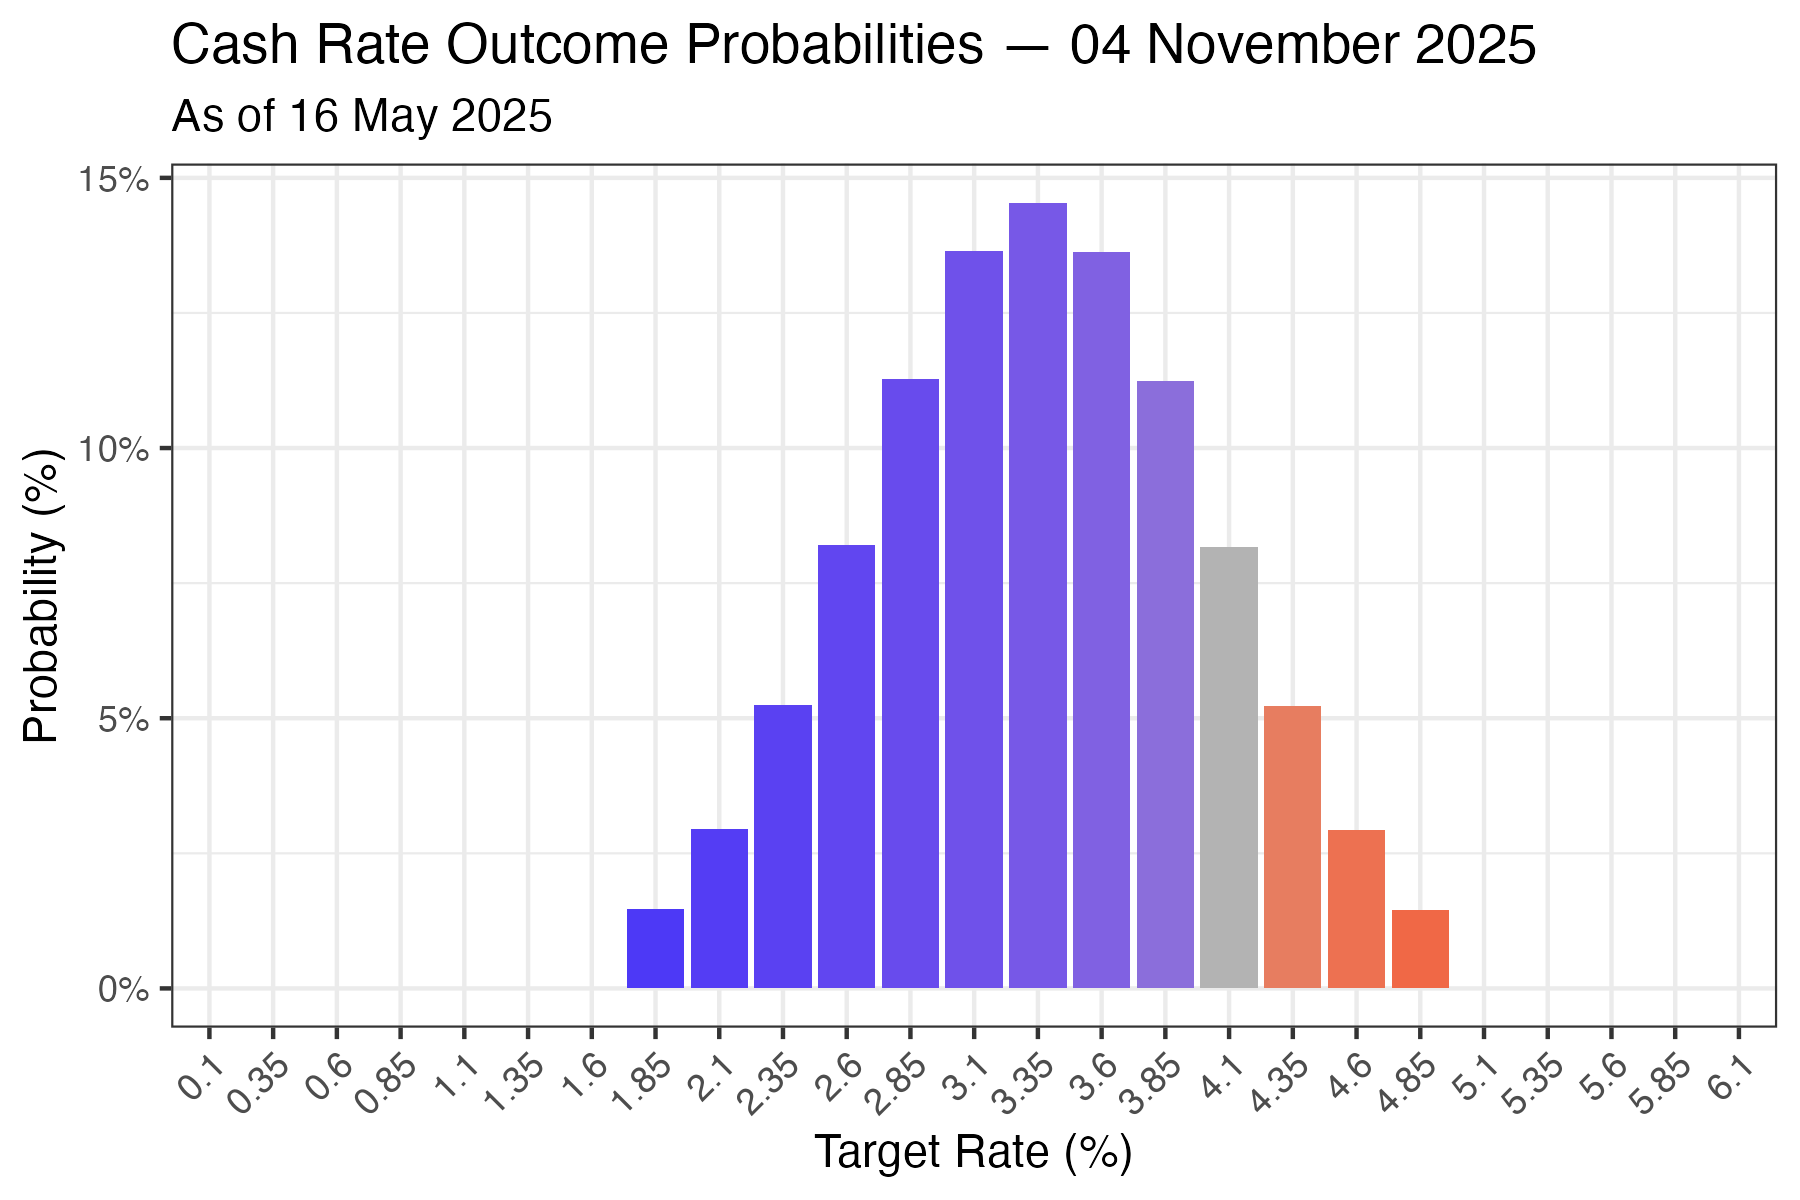 Cash Rate Outcome Probabilities — 04 November 2025
As of 16 May 2025
15%
10%
5%
0%
Probability (%)
0.1 0.35 0.6 0.85 1.1 1.35 1.6 1.85 2.1 2.35 2.6 2.85 3.1 3.35 3.6 3.85 4.1 4.35 4.6 4.85 5.1 5.35 5.6 5.85 6.1
Target Rate (%)